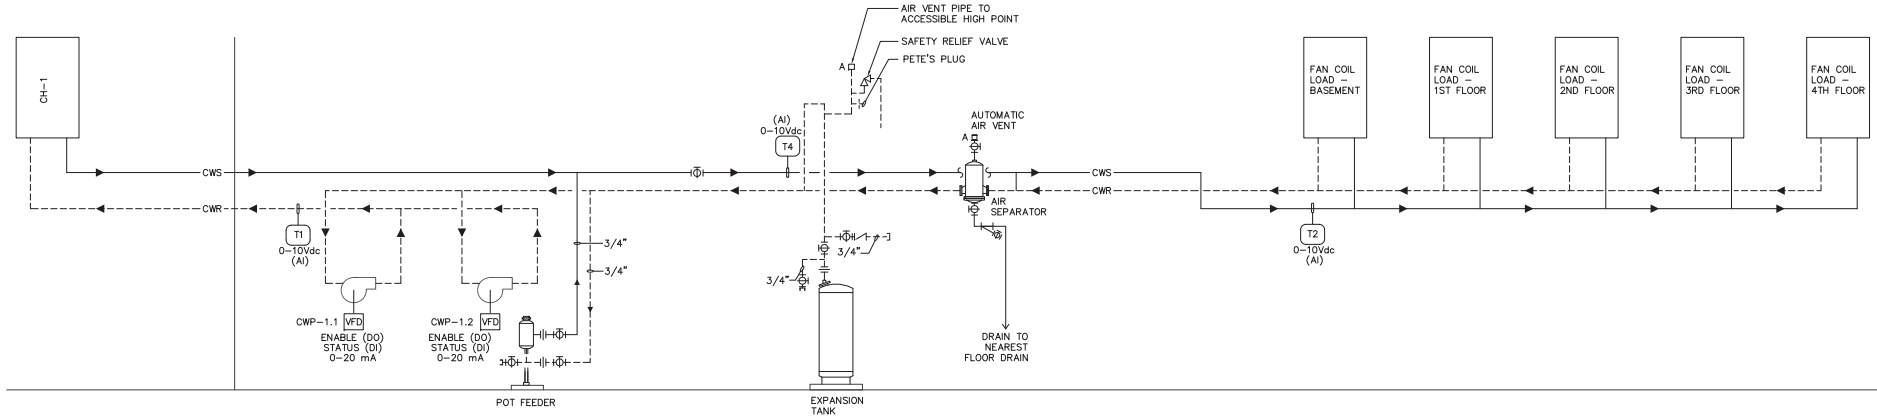 AIR VENT PIPE TO
ACCESSIBLE HIGH POINT
SAFETY RELIEF VALVE
PETE'S PLUG
A
CH-1
(AI)
0-10Vdc
T4
AUTOMATIC
AIR VENT
A
FAN COIL
LOAD -
BASEMENT
FAN COIL
LOAD -
1ST FLOOR
FAN COIL
LOAD -
2ND FLOOR
FAN COIL
LOAD -
3RD FLOOR
FAN COIL
LOAD -
4TH FLOOR
CWS
CWS
CWR
CWR
AIR
SEPARATOR
T1
0-10Vdc
(AI)
T2
0-10Vdc
(AI)
3/4"
3/4"
3/4"
3/4"
CWP-1.1
VFD
ENABLE (DO)
STATUS (DI)
0-20 mA
CWP-1.2
VFD
ENABLE (DO)
STATUS (DI)
0-20 mA
DRAIN TO
NEAREST
FLOOR DRAIN
POT FEEDER
EXPANSION
TANK